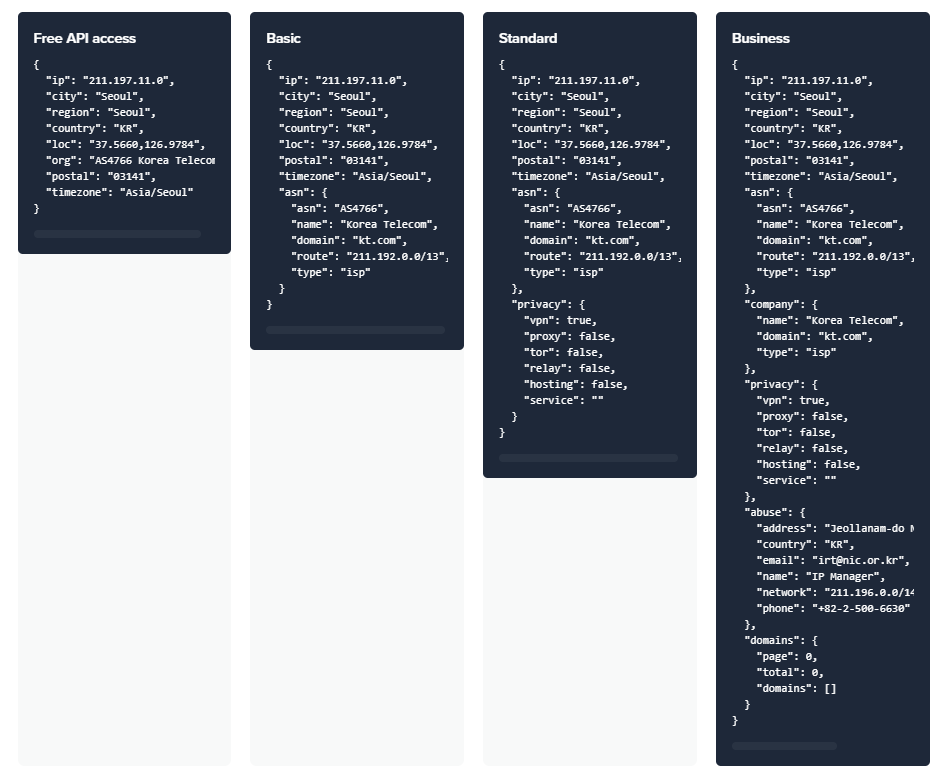 Free API access
{
  "ip": "211.197.11.0",
  "city": "Seoul",
  "region": "Seoul",
  "country": "KR",
  "loc": "37.5660,126.9784",
  "org": "AS4766 Korea Telecom
  "postal": "03141",
  "timezone": "Asia/Seoul"
}
Basic
{
  "ip": "211.197.11.0",
  "city": "Seoul",
  "region": "Seoul",
  "country": "KR",
  "loc": "37.5660,126.9784",
  "postal": "03141",
  "timezone": "Asia/Seoul",
  "asn": {
    "asn": "AS4766",
    "name": "Korea Telecom",
    "domain": "kt.com",
    "route": "211.192.0.0/13",
    "type": "isp"
  }
}
Standard
{
  "ip": "211.197.11.0",
  "city": "Seoul",
  "region": "Seoul",
  "country": "KR",
  "loc": "37.5660,126.9784",
  "postal": "03141",
  "timezone": "Asia/Seoul",
  "asn": {
    "asn": "AS4766",
    "name": "Korea Telecom",
    "domain": "kt.com",
    "route": "211.192.0.0/13",
    "type": "isp"
  },
  "privacy": {
    "vpn": true,
    "proxy": false,
    "tor": false,
    "relay": false,
    "hosting": false,
    "service": ""
  }
}
Business
{
  "ip": "211.197.11.0",
  "city": "Seoul",
  "region": "Seoul",
  "country": "KR",
  "loc": "37.5660,126.9784",
  "postal": "03141",
  "timezone": "Asia/Seoul",
  "asn": {
    "asn": "AS4766",
    "name": "Korea Telecom",
    "domain": "kt.com",
    "route": "211.192.0.0/13",
    "type": "isp"
  },
  "company": {
    "name": "Korea Telecom",
    "domain": "kt.com",
    "type": "isp"
  },
  "privacy": {
    "vpn": true,
    "proxy": false,
    "tor": false,
    "relay": false,
    "hosting": false,
    "service": ""
  },
  "abuse": {
    "address": "Jeollanam-do
    "country": "KR",
    "email": "irt@nic.or.kr",
    "name": "IP Manager",
    "network": "211.196.0.0/14
    "phone": "+82-2-500-6630"
  },
  "domains": {
    "page": 0,
    "total": 0,
    "domains": []
  }
}